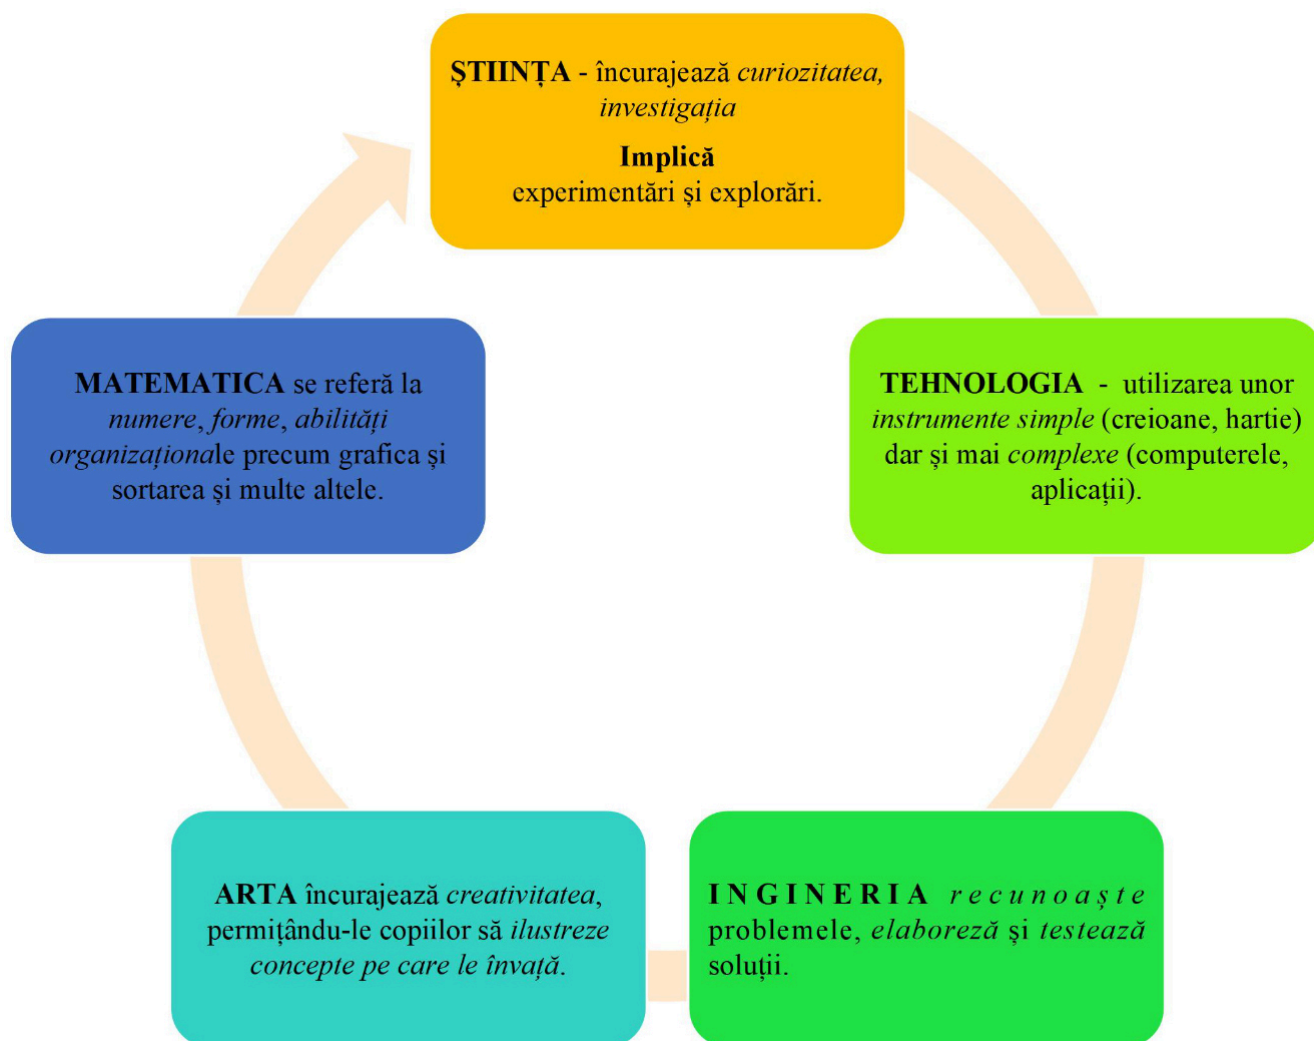 ȘTIINȚA - încurajează curiozitatea,
investigația
Implică
experimentări și explorări.
TEHNOLOGIA - utilizarea unor
instrumente simple (creioane, hartie)
dar și mai complexe (computerele,
aplicații).
INGINERIA recunoaște
problemele, elaboreză și testează
soluții.
ARTA încurajează creativitatea,
permițându-le copiilor să ilustreze
concepte pe care le învață.
MATEMATICA se referă la
numere, forme, abilități
organizaționale precum grafica și
sortarea și multe altele.